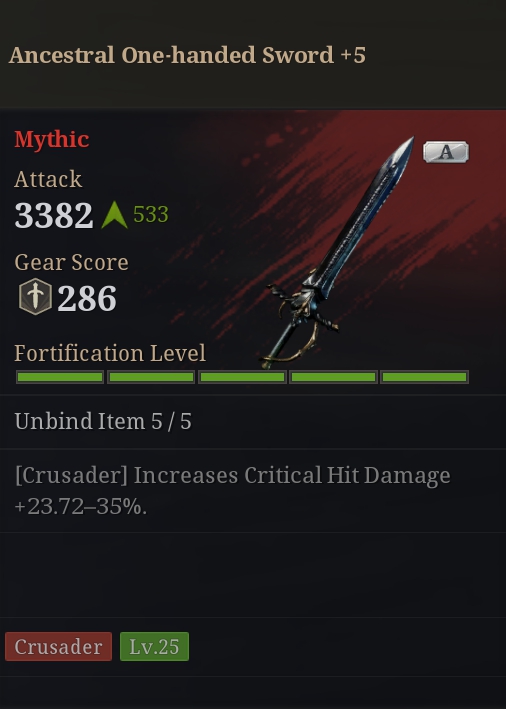 Ancestral One-handed Sword +5
Mythic
A
Attack
3382 533
Gear Score
286
Fortification Level
Unbind Item 5 / 5
[Crusader] Increases Critical Hit Damage
+23.72–35%.
Crusader Lv.25